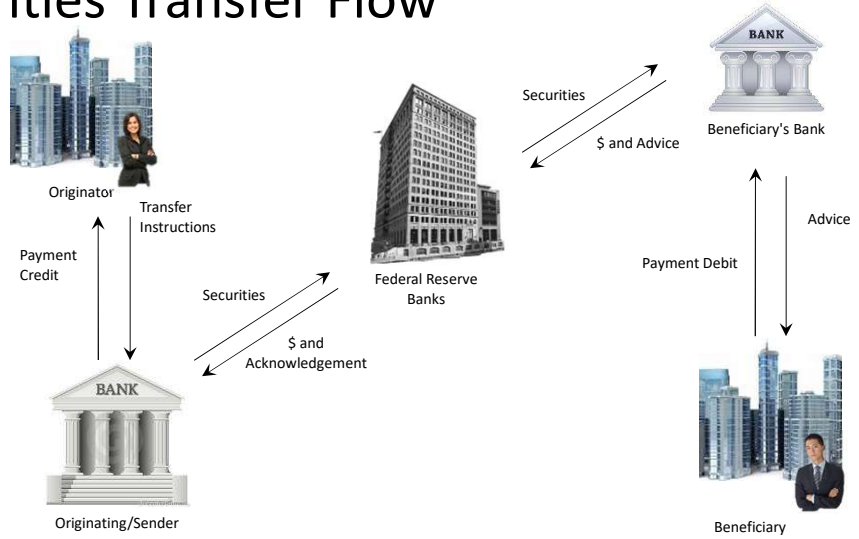 ities Transfer Flow
BANK
Securities
$ and Advice
Beneficiary's Bank
Originator
Transfer
Instructions
Advice
Payment
Credit
Payment Debit
Federal Reserve
Banks
Securities
$ and
Acknowledgement
BANK
Originating/Sender
Beneficiary